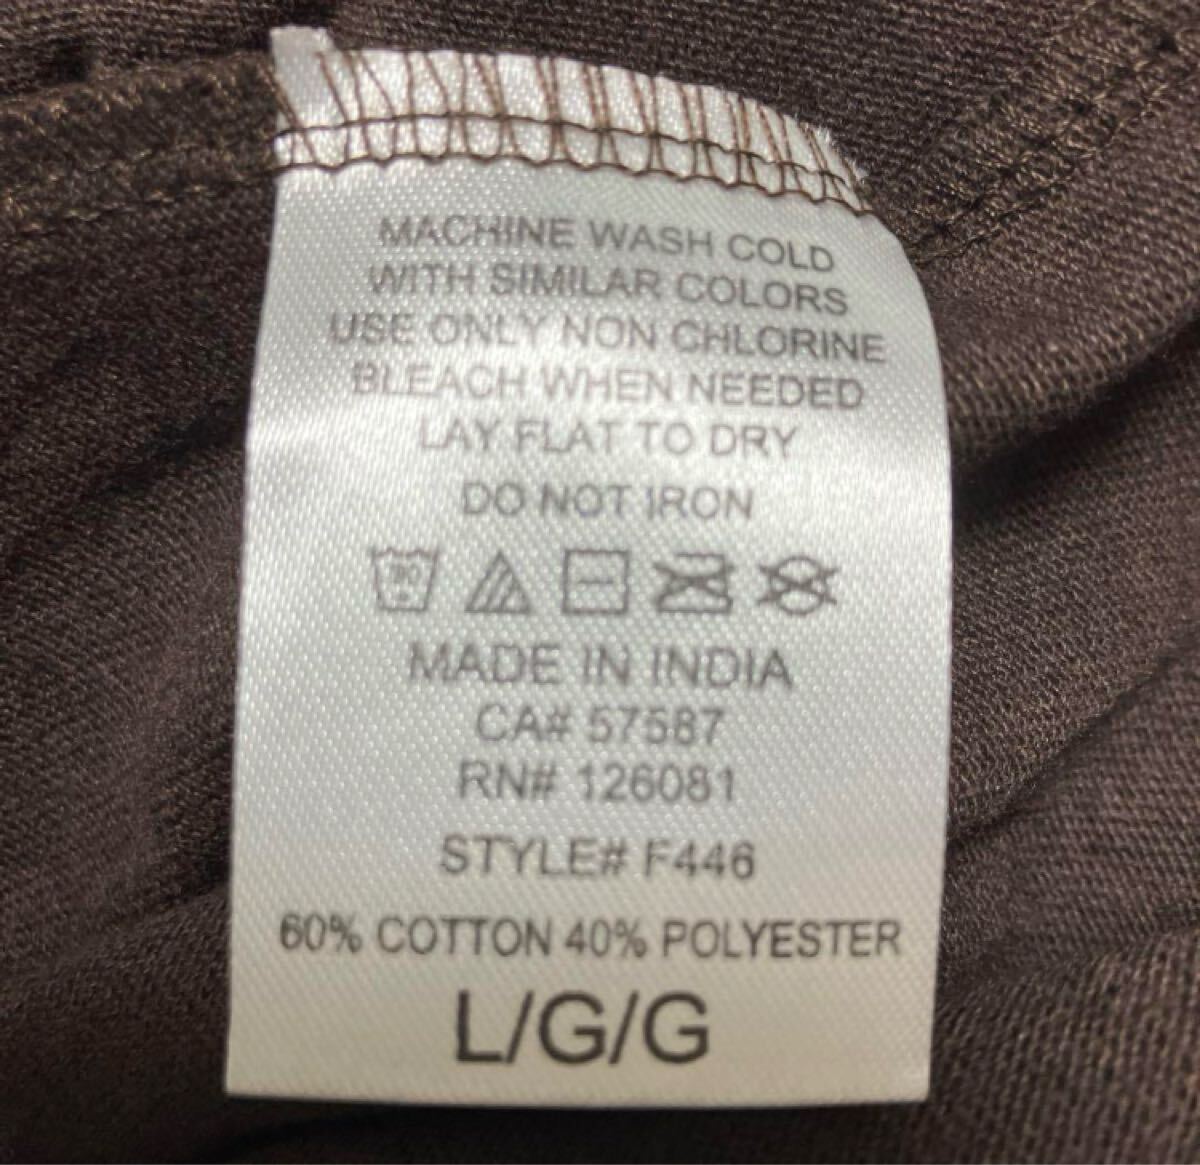 MACHINE WASH COLD
WITH SIMILAR COLORS
USE ONLY NON CHLORINE
BLEACH WHEN NEEDED
LAY FLAT TO DRY
DO NOT IRON
30
MADE IN INDIA
CA# 57587
RN# 126081
STYLE# F446
60% COTTON 40% POLYESTER
L/G/G